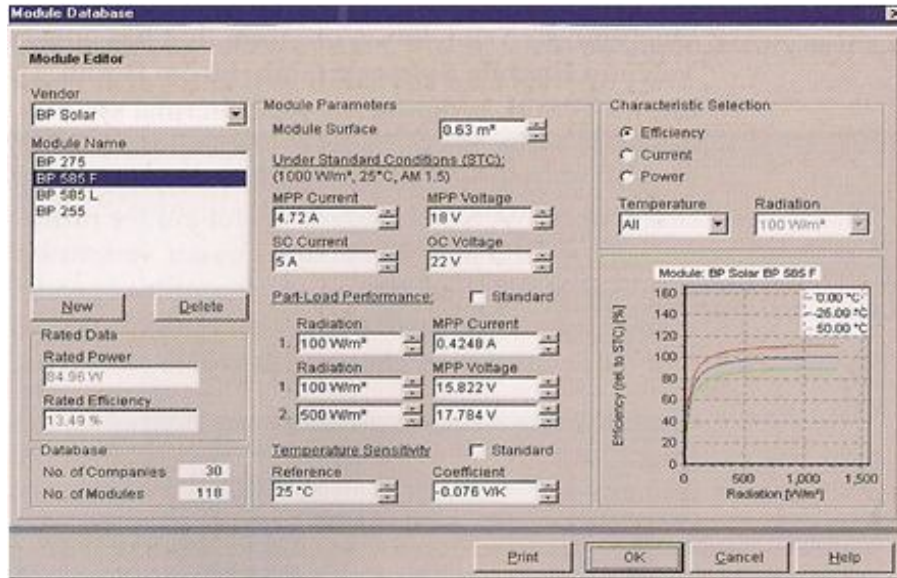 Module Database
Module Editor
Vendor
BP Solar
Module Name
BP 275
BP 585 F
BP 585 L
BP 255
New
Delete
Rated Data
Rated Power
84.96 W
Rated Efficiency
13.49 %
Database
No. of Companies 30
No. of Modules 118
Module Parameters
Module Surface 0.63 m²
Under Standard Conditions (STC):
(1000 W/m², 25°C, AM 1.5)
MPP Current MPP Voltage
4.72 A 18 V
SC Current OC Voltage
5 A 22 V
Part-Load Performance: Standard
Radiation MPP Current
1. 100 W/m² 0.4248 A
Radiation MPP Voltage
1 100 W/m² 15.822 V
2. 500 W/m² 17.784 V
Temperature Sensitivity Standard
Reference Coefficient
25 °C -0.076 V/K
Characteristic Selection
Efficiency
Current
Power
Temperature Radiation
All 100 W/m²
Module: BP Solar BP 585 F
0.00 °C
25.00 °C
50.00 °C
Efficiency (rel. to STC) [%]
160
140
120
100
80
60
40
20
0
0 500 1,000 1,500
Radiation [W/m²]
Print
OK
Cancel
Help